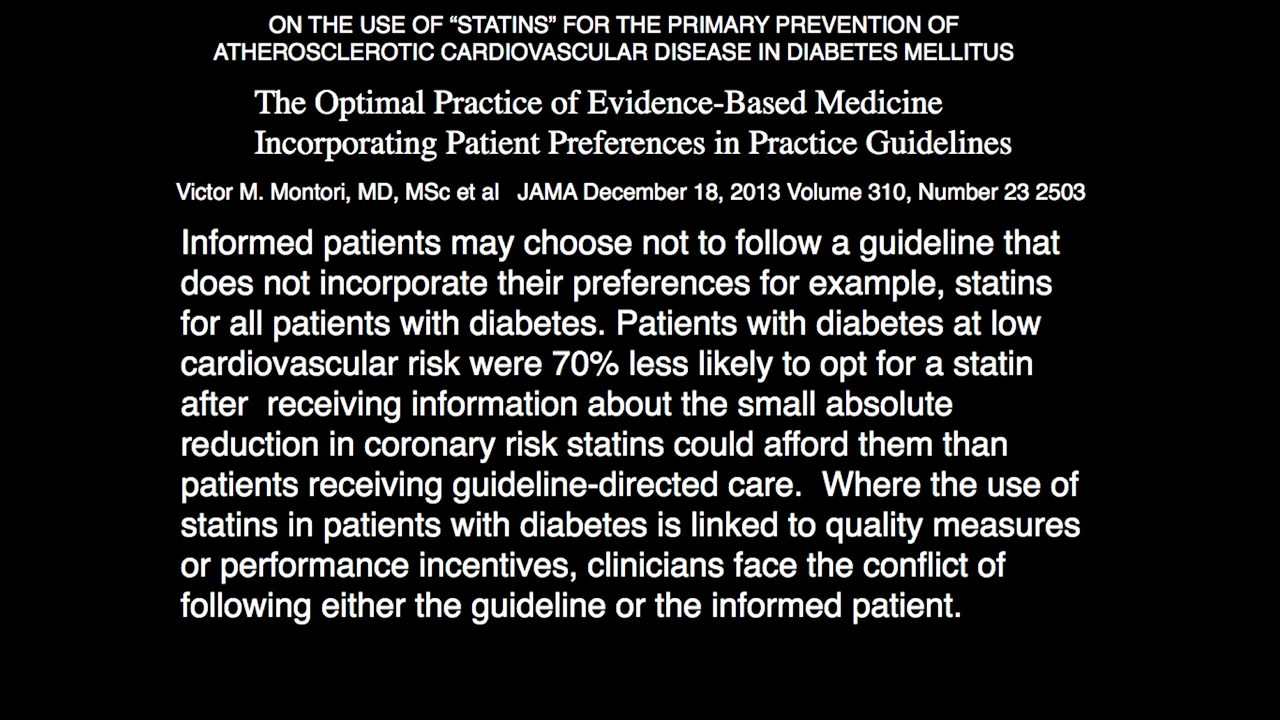 ON THE USE OF “STATINS” FOR THE PRIMARY PREVENTION OF
ATHEROSCLEROTIC CARDIOVASCULAR DISEASE IN DIABETES MELLITUS
The Optimal Practice of Evidence-Based Medicine
Incorporating Patient Preferences in Practice Guidelines
Victor M. Montori, MD, MSc et al   JAMA December 18, 2013 Volume 310, Number 23 2503
Informed patients may choose not to follow a guideline that
does not incorporate their preferences for example, statins
for all patients with diabetes. Patients with diabetes at low
cardiovascular risk were 70% less likely to opt for a statin
after  receiving information about the small absolute
reduction in coronary risk statins could afford them than
patients receiving guideline-directed care.  Where the use of
statins in patients with diabetes is linked to quality measures
or performance incentives, clinicians face the conflict of
following either the guideline or the informed patient.